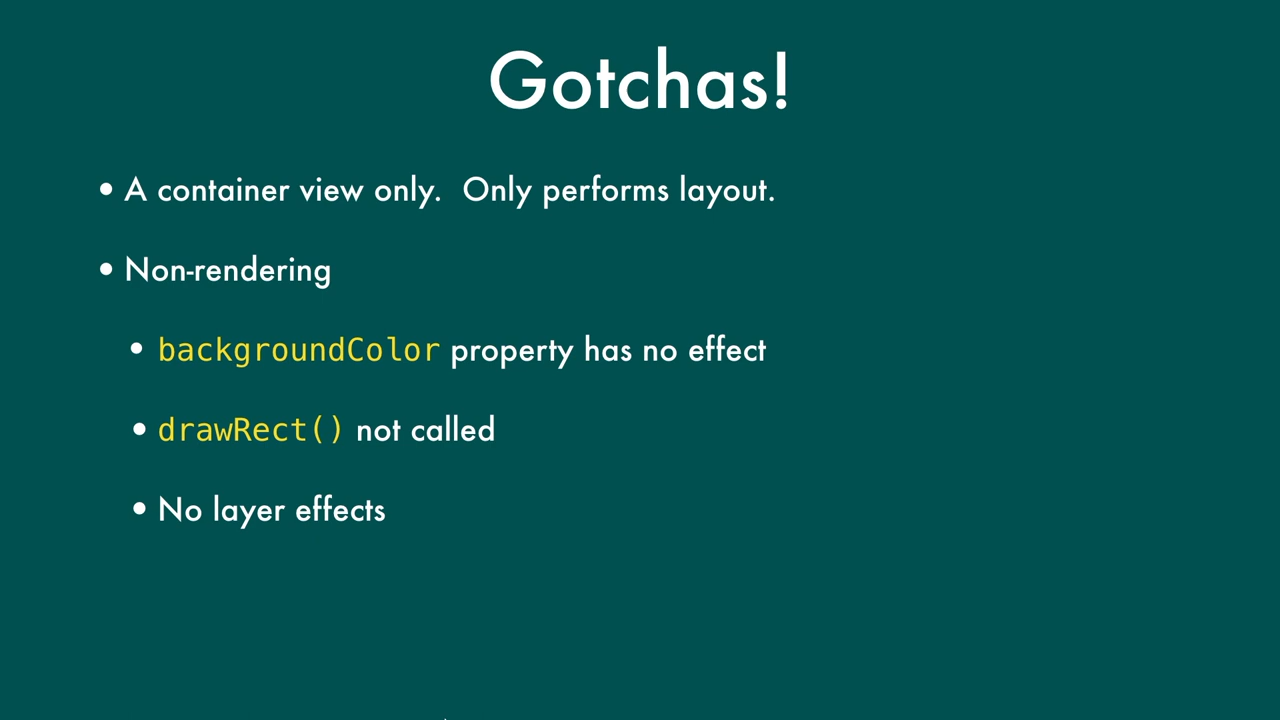 Gotchas!
• A container view only.  Only performs layout.
• Non-rendering
• backgroundColor property has no effect
• drawRect() not called
• No layer effects